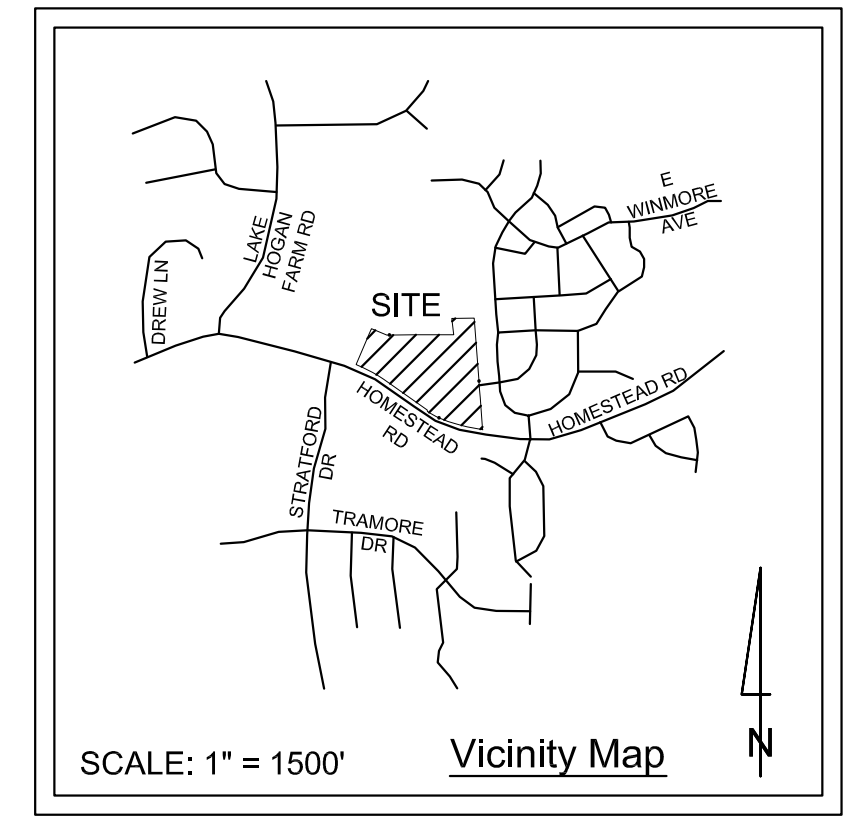 E
WINMORE
AVE
LAKE
HOGAN
FARM RD
DREW LN
SITE
HOMESTEAD
RD
HOMESTEAD RD
STRATFORD
DR
TRAMORE
DR
SCALE: 1" = 1500'
Vicinity Map
N